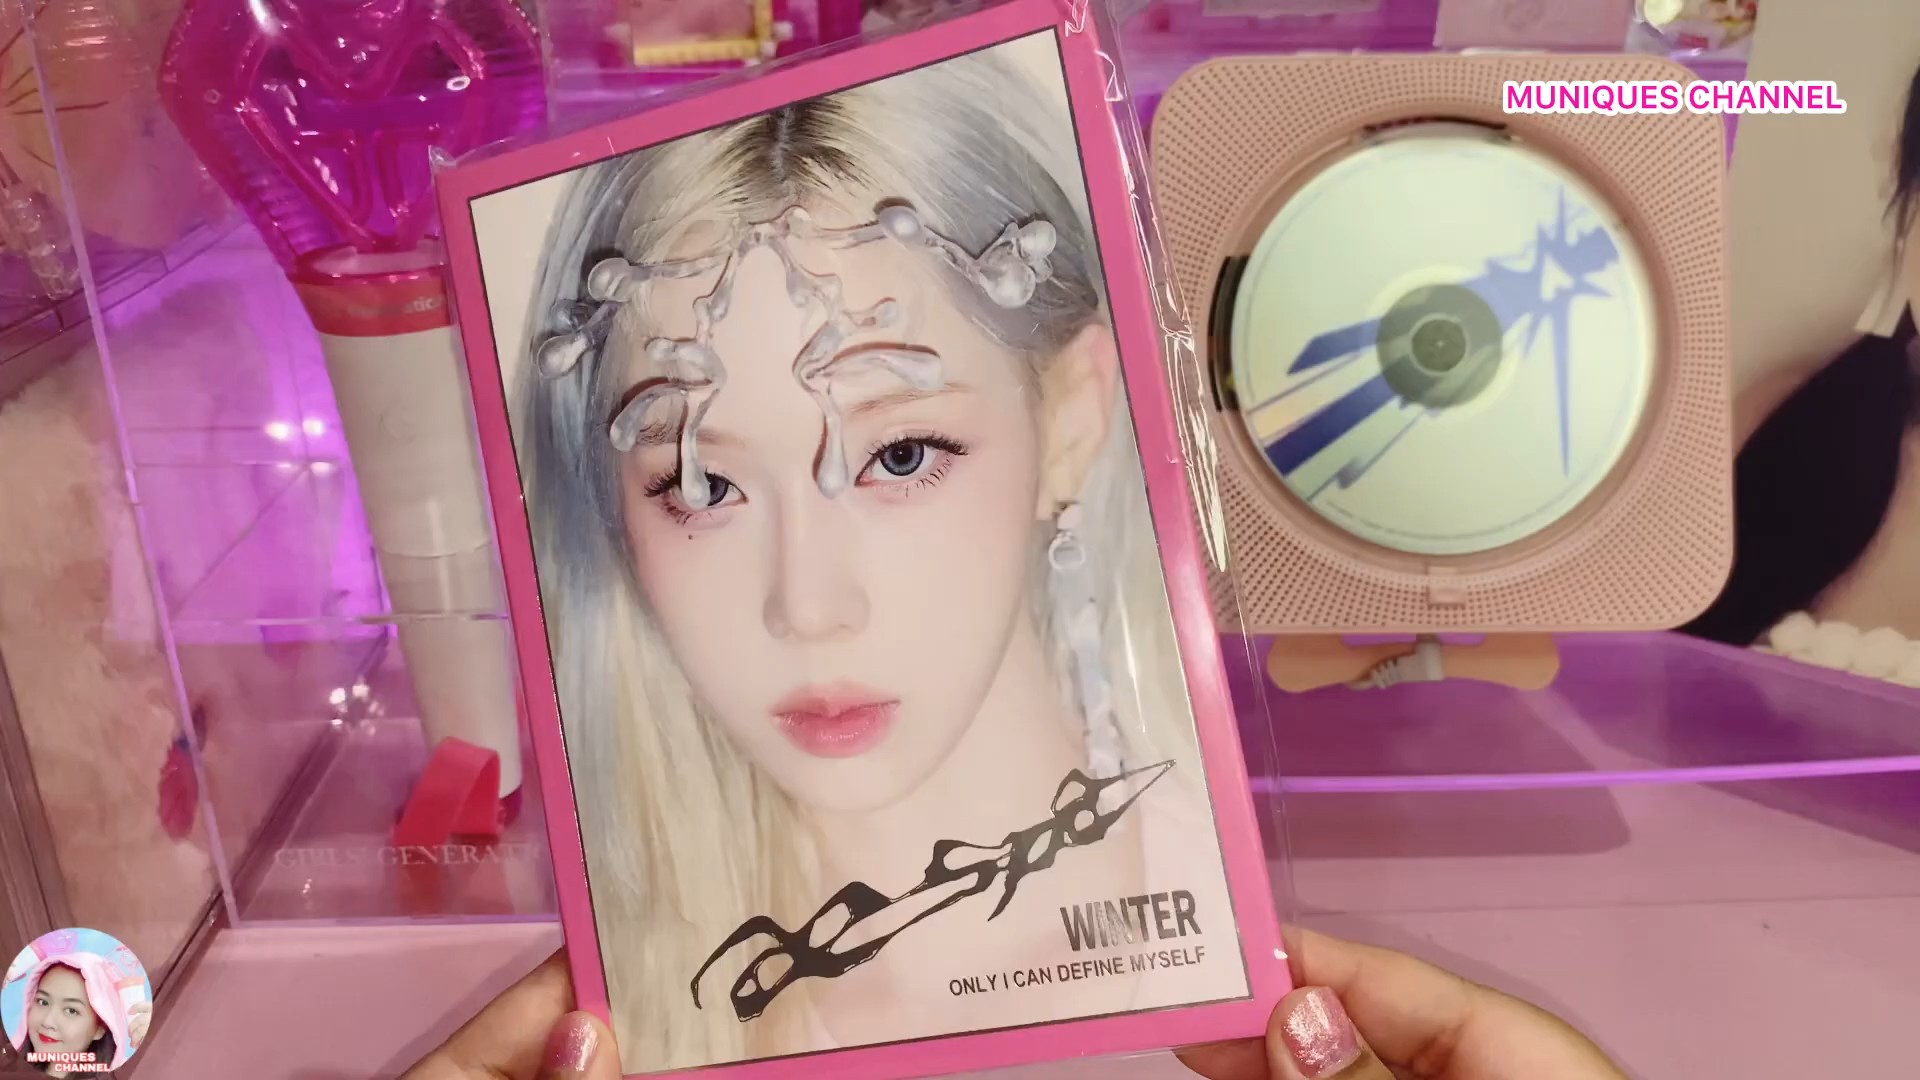 MUNIQUES CHANNEL
GIRLS' GENERATI
aespa
WINTER
ONLY I CAN DEFINE MYSELF
MUNIQUES
CHANNEL